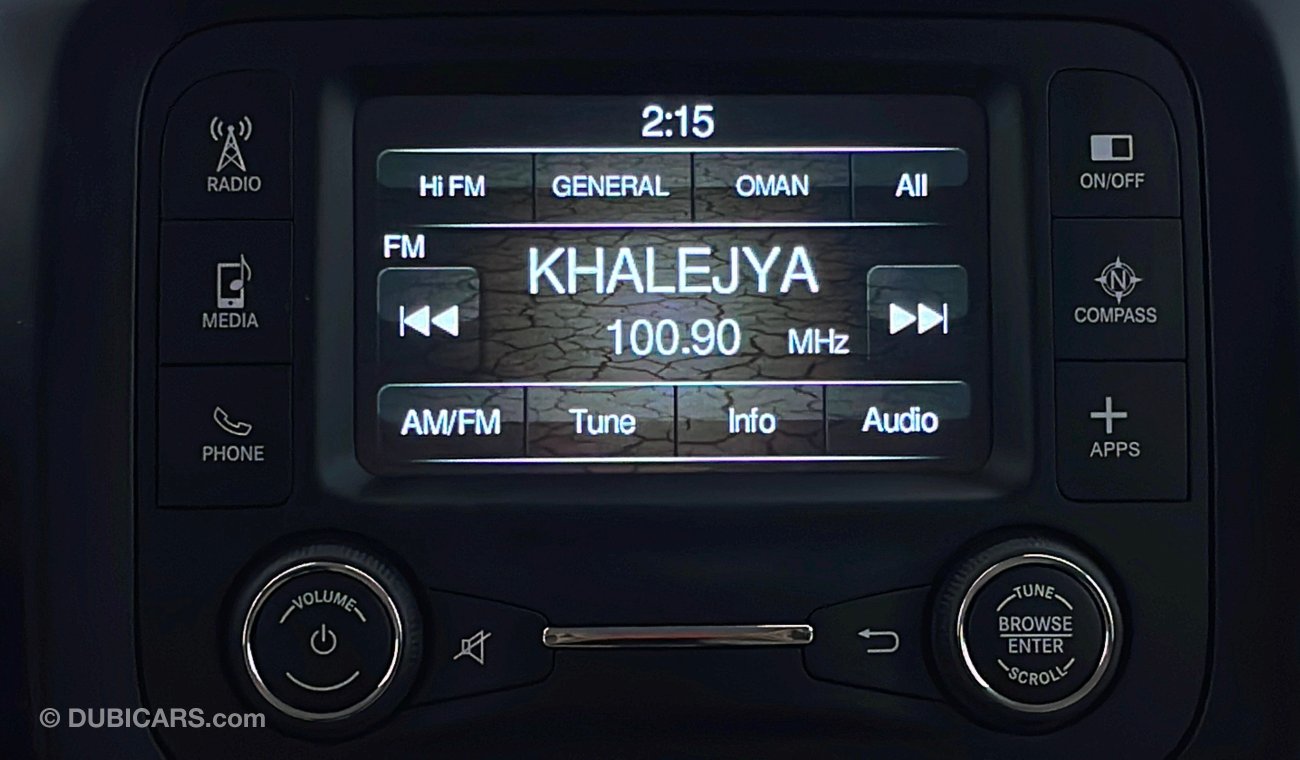 2:15
RADIO
Hi FM GENERAL OMAN All
ON/OFF
FM
KHALEJYA
100.90 MHz
MEDIA
N
COMPASS
AM/FM Tune Info Audio
PHONE
APPS
VOLUME
TUNE
BROWSE
ENTER
SCROLL
© DUBICARS.com